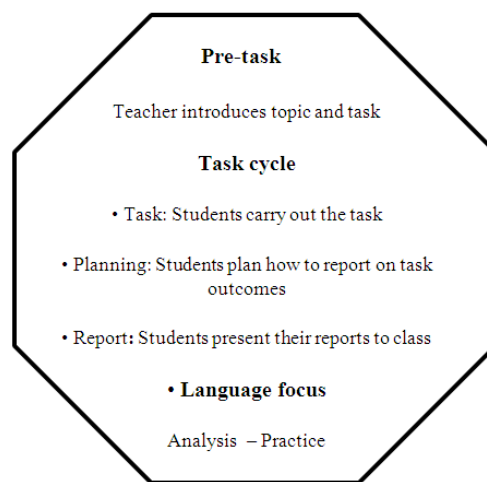 Pre-task
Teacher introduces topic and task
Task cycle
• Task: Students carry out the task
• Planning: Students plan how to report on task
outcomes
• Report: Students present their reports to class
• Language focus
Analysis – Practice